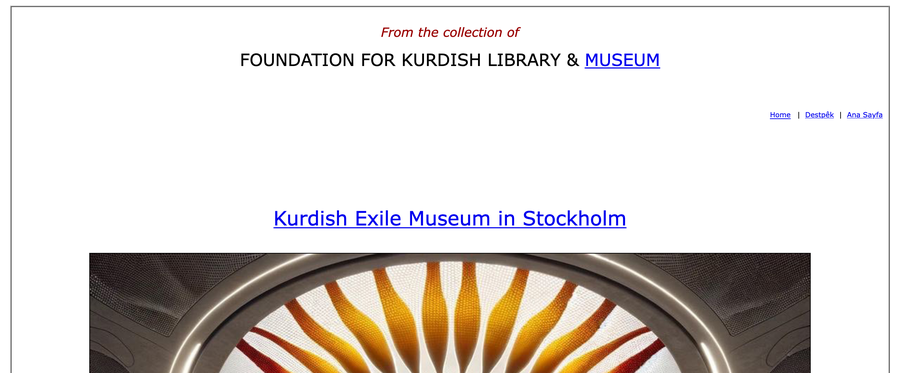 From the collection of
FOUNDATION FOR KURDISH LIBRARY & MUSEUM
Home | Destpêk | Ana Sayfa
Kurdish Exile Museum in Stockholm